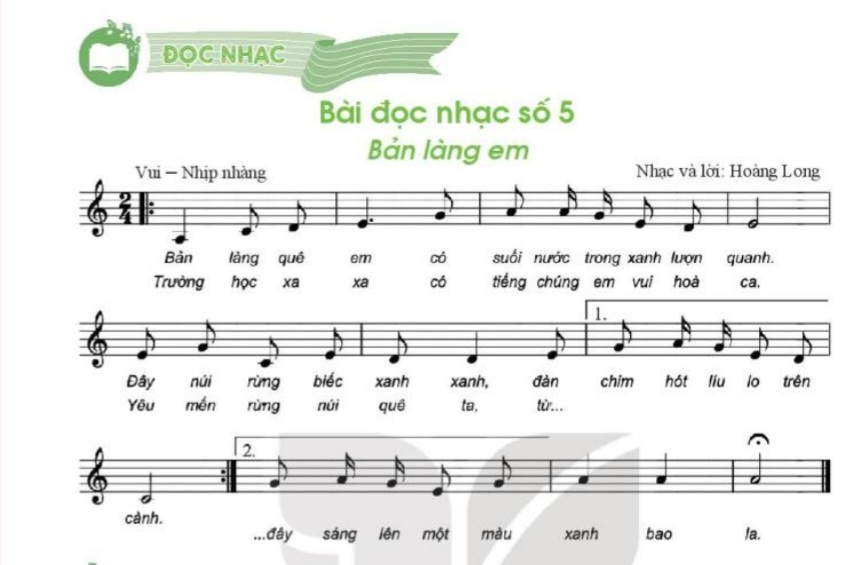 ĐỌC NHẠC
Bài đọc nhạc số 5
Bản làng em
Vui – Nhịp nhàng
Nhạc và lời: Hoàng Long
2
4
Bản làng quê em có suối nước trong xanh lượn quanh.
Trường học xa xa có tiếng chúng em vui hoà ca.
1.
Đây núi rừng biếc xanh xanh, đàn chim hót líu lo trên
Yêu mến rừng núi quê ta, từ...
2.
cành.
...đây sáng lên một màu xanh bao la.